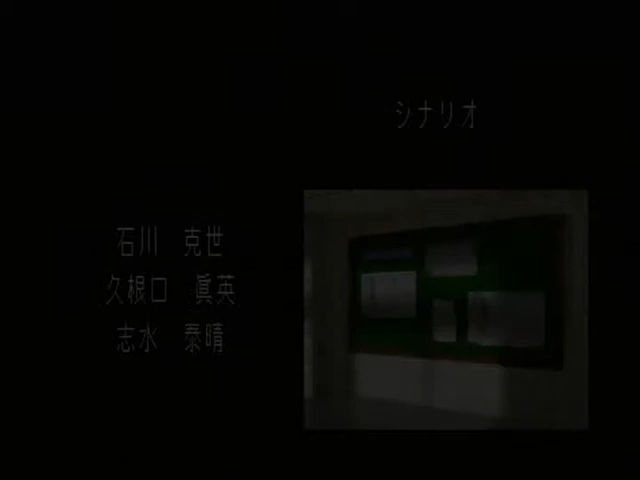 シナリオ
石川　克世
久根口　眞英
志水　泰晴